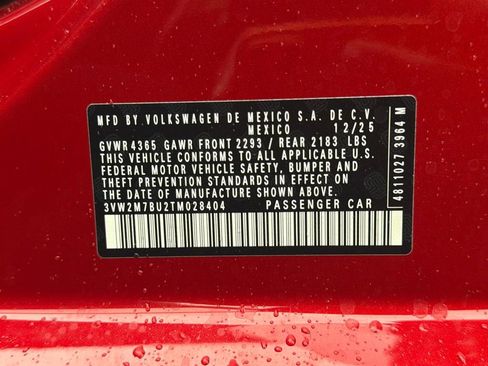 MFD BY VOLKSWAGEN DE MEXICO S.A. DE C.V.
MEXICO 12/25
GVWR 4365 GAWR FRONT 2293 / REAR 2183 LBS
THIS VEHICLE CONFORMS TO ALL APPLICABLE U.S.
FEDERAL MOTOR VEHICLE SAFETY, BUMPER AND
THEFT PREVENTION STANDARDS IN EFFECT ON
THE DATE OF MANUFACTURE SHOWN ABOVE.
3VW2M7BU2TM028404 PASSENGER CAR
48110273964 M